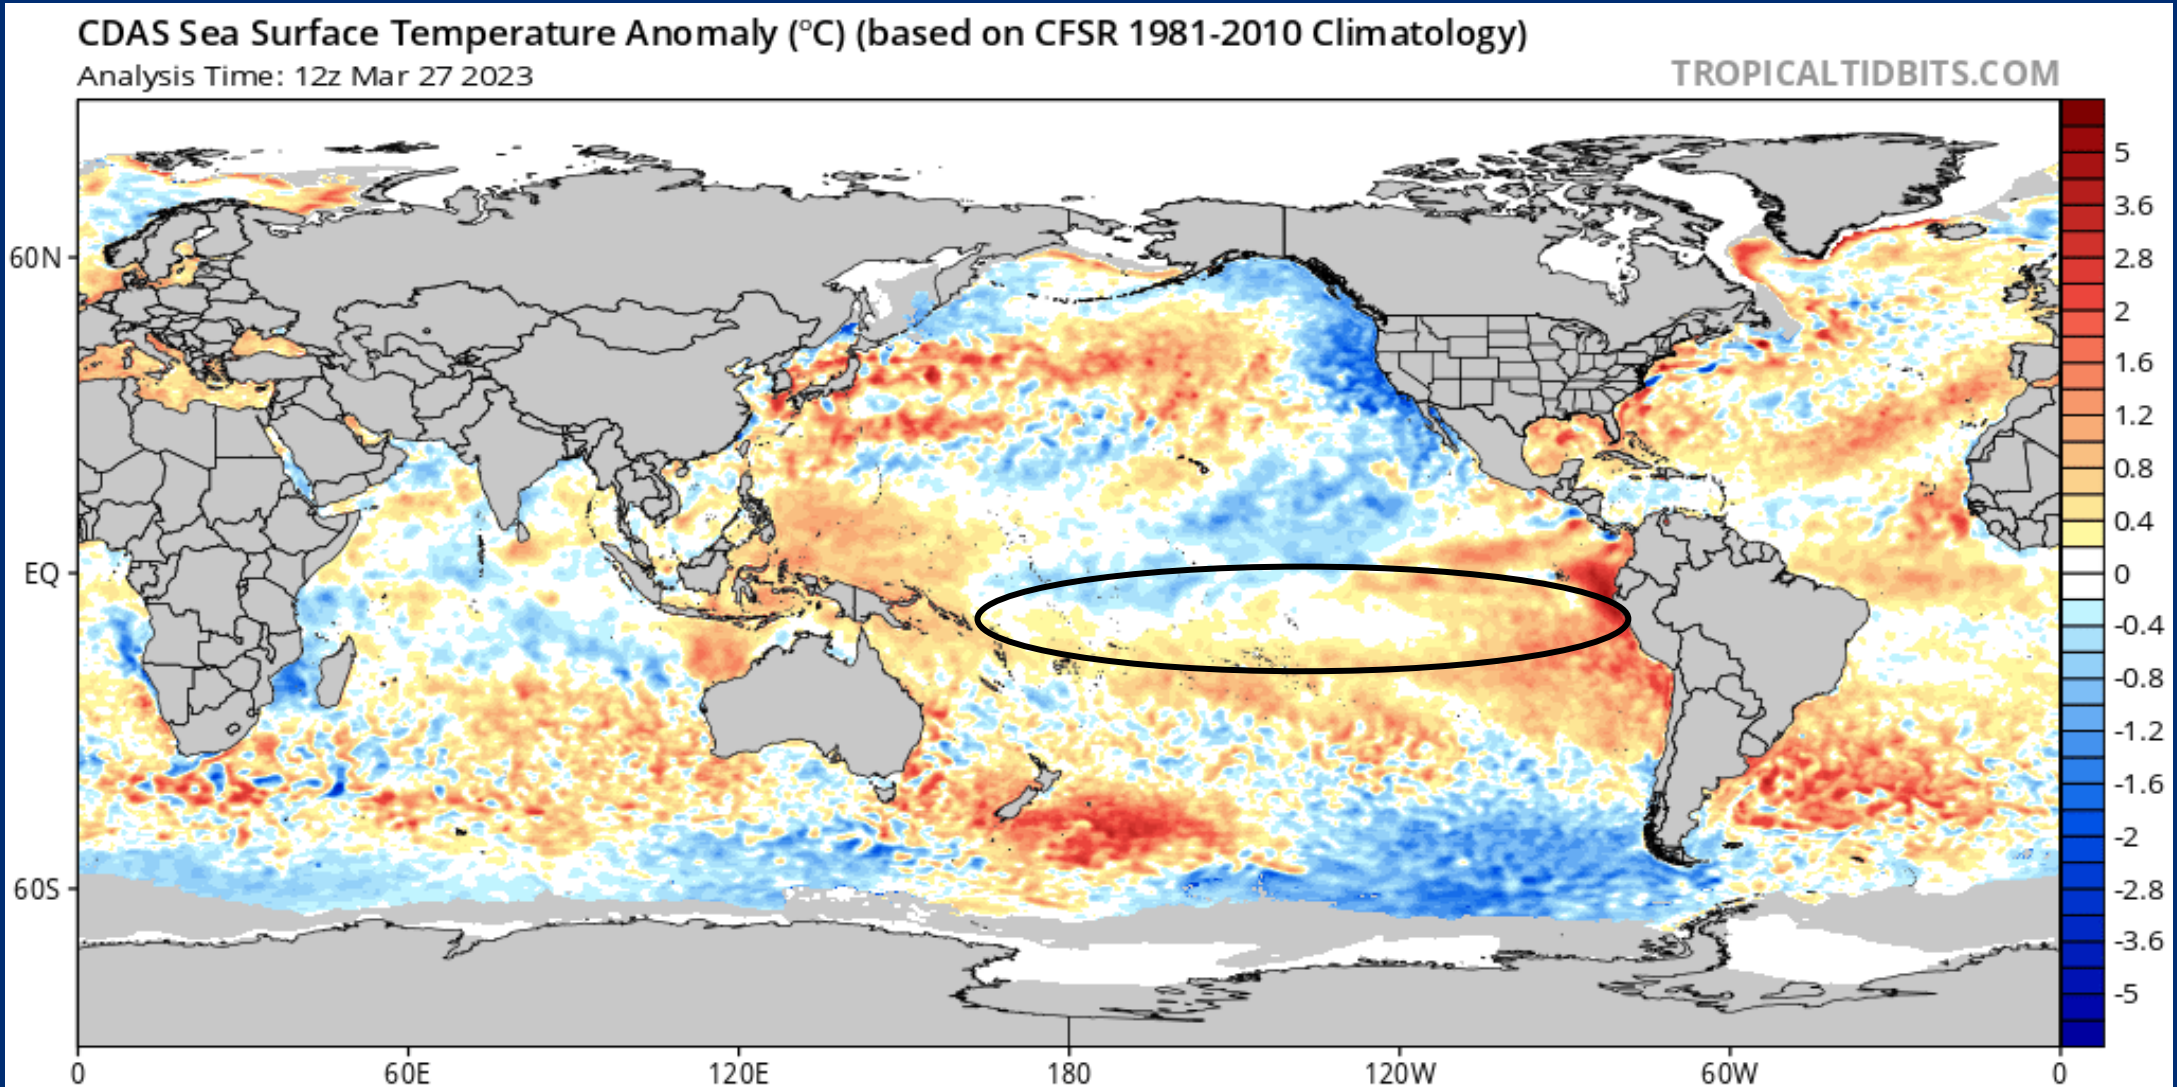 CDAS Sea Surface Temperature Anomaly (°C) (based on CFSR 1981-2010 Climatology)
Analysis Time: 12z Mar 27 2023
TROPICALTIDBITS.COM
60N
EQ
60S
0
60E
120E
180
120W
60W
0
5
3.6
2.8
2
1.6
1.2
0.8
0.4
0
-0.4
-0.8
-1.2
-1.6
-2
-2.8
-3.6
-5